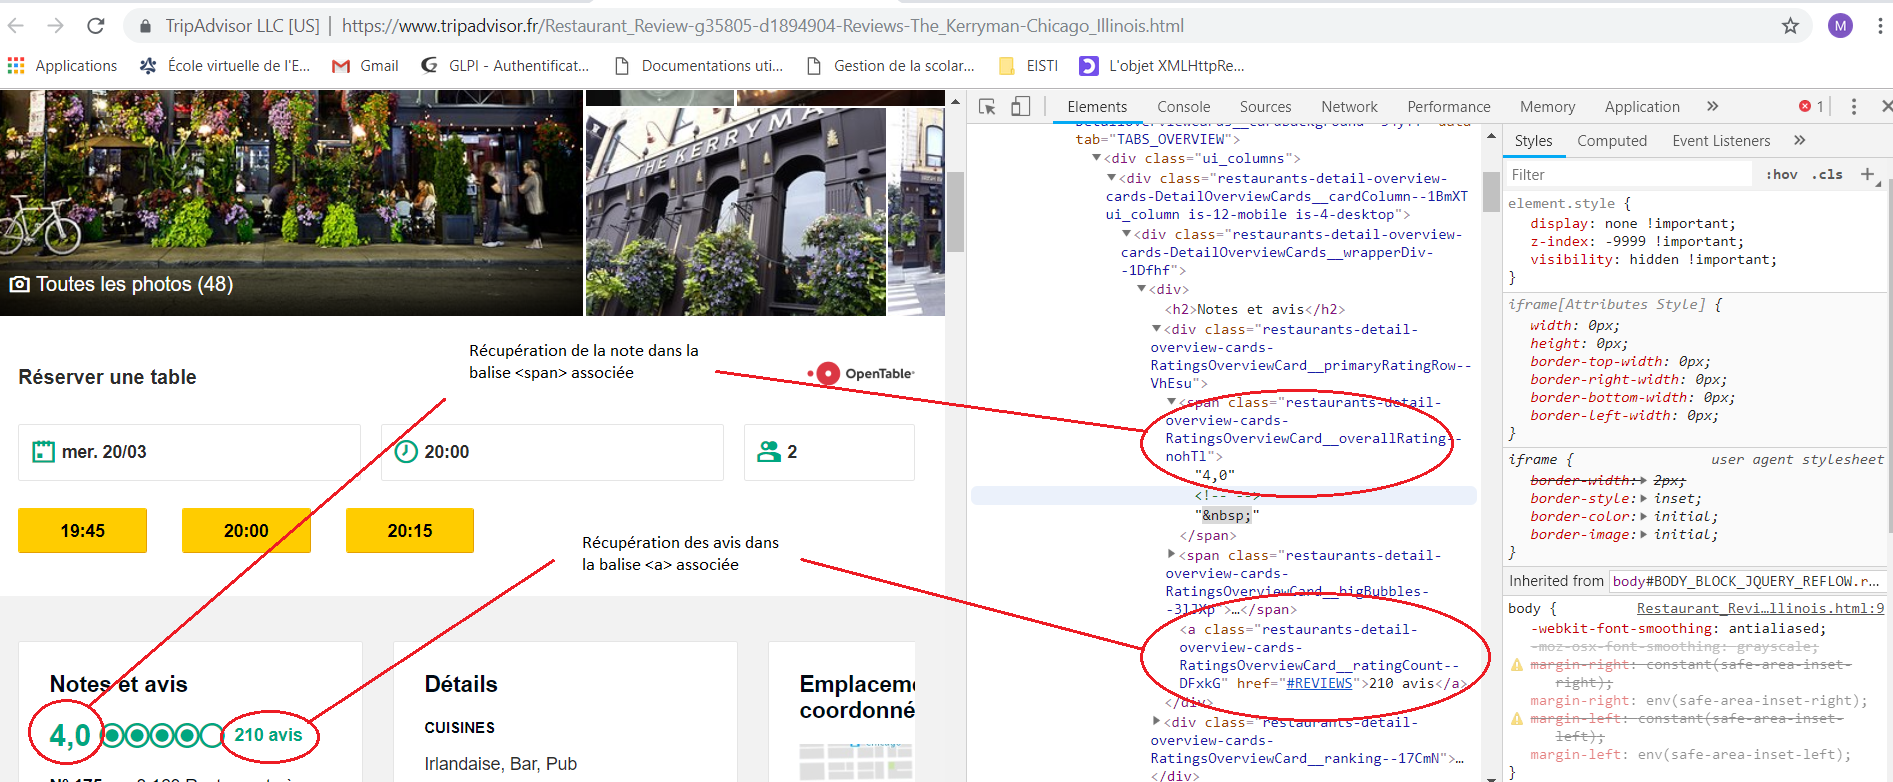 TripAdvisor LLC [US] | https://www.tripadvisor.fr/Restaurant_Review-g35805-d1894904-Reviews-The_Kerryman-Chicago_Illinois.html
M
Applications
École virtuelle de l'E...
Gmail
GLPI - Authentificat...
Documentations uti...
Gestion de la scolar...
EISTI
L'objet XMLHttpRe...
THE KERRYMA
Toutes les photos (48)
Récupération de la note dans la
balise <span> associée
Réserver une table
OpenTable
mer. 20/03
20:00
2
19:45
20:00
20:15
Récupération des avis dans
la balise <a> associée
Notes et avis
4,0
210 avis
Détails
CUISINES
Irlandaise, Bar, Pub
Emplaceme
coordonné
Chicago
Elements
Console
Sources
Network
Performance
Memory
Application
»
1
tab="TABS_OVERVIEW">
<div class="ui_columns">
<div class="restaurants-detail-overview-
cards-DetailOverviewCards__cardColumn--1BmXT
ui_column is-12-mobile is-4-desktop">
<div class="restaurants-detail-overview-
cards-DetailOverviewCards__wrapperDiv-
-1Dfhf">
<div>
<h2>Notes et avis</h2>
<div class="restaurants-detail-
overview-cards-
RatingsOverviewCard__primaryRatingRow--
VhEsu">
<span class="restaurants-detail-
overview-cards-
RatingsOverviewCard__overallRating--
nohTl">
"4,0"
<!-- -->
"&nbsp;"
</span>
<span class="restaurants-detail-
overview-cards-
RatingsOverviewCard__bigBubbles-
-3lJXp">…</span>
<a class="restaurants-detail-
overview-cards-
RatingsOverviewCard__ratingCount--
DFxkG" href="#REVIEWS">210 avis</a>
</div>
<div class="restaurants-detail-
overview-cards-
RatingsOverviewCard__ranking--17CmN">…
</div>
Styles
Computed
Event Listeners
»
Filter
:hov
.cls
+
element.style {
display: none !important;
z-index: -9999 !important;
visibility: hidden !important;
}
iframe[Attributes Style] {
width: 0px;
height: 0px;
border-top-width: 0px;
border-right-width: 0px;
border-bottom-width: 0px;
border-left-width: 0px;
}
iframe { user agent stylesheet
border-width: 2px;
border-style: inset;
border-color: initial;
border-image: initial;
}
Inherited from body#BODY_BLOCK_JQUERY_REFLOW.r...
body { Restaurant_Revi…llinois.html:9
-webkit-font-smoothing: antialiased;
-moz-osx-font-smoothing: grayscale;
margin-right: constant(safe-area-inset-
right);
margin-right: env(safe-area-inset-right);
margin-left: constant(safe-area-inset-
left);
margin-left: env(safe-area-inset-left);
}